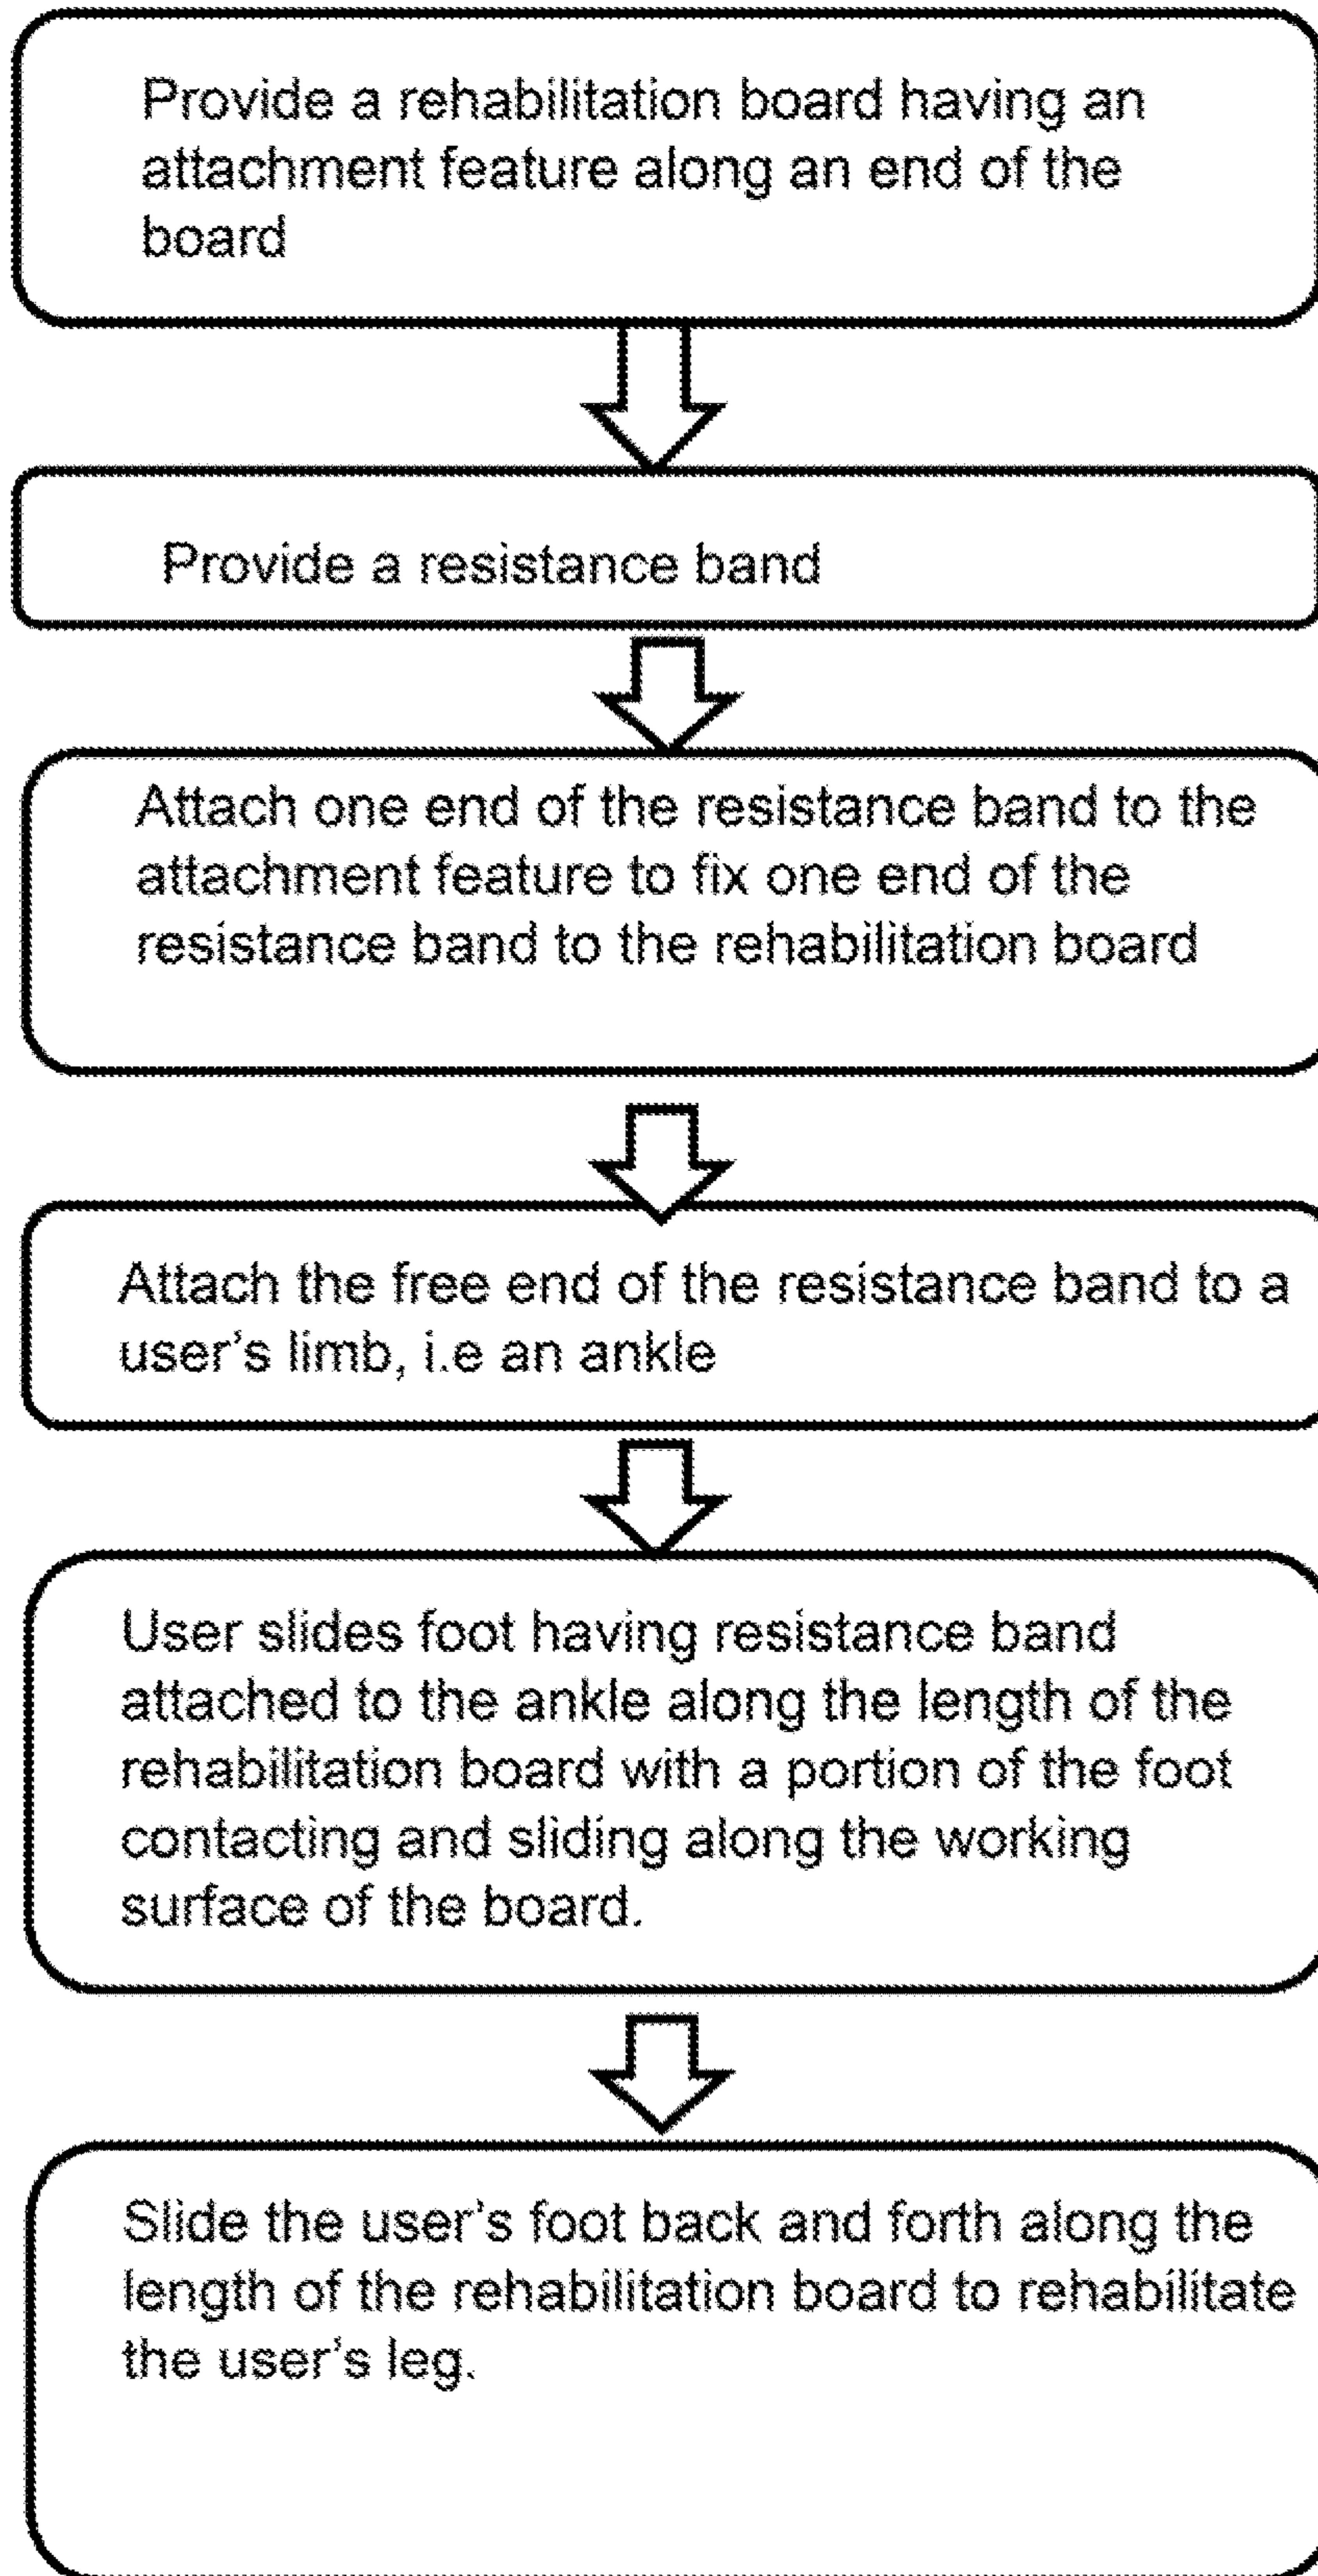 Provide a rehabilitation board having an
attachment feature along an end of the
board
Provide a resistance band
Attach one end of the resistance band to the
attachment feature to fix one end of the
resistance band to the rehabilitation board
Attach the free end of the resistance band to a
user's limb, i.e an ankle
User slides foot having resistance band
attached to the ankle along the length of the
rehabilitation board with a portion of the foot
contacting and sliding along the working
surface of the board.
Slide the user's foot back and forth along the
length of the rehabilitation board to rehabilitate
the user's leg.